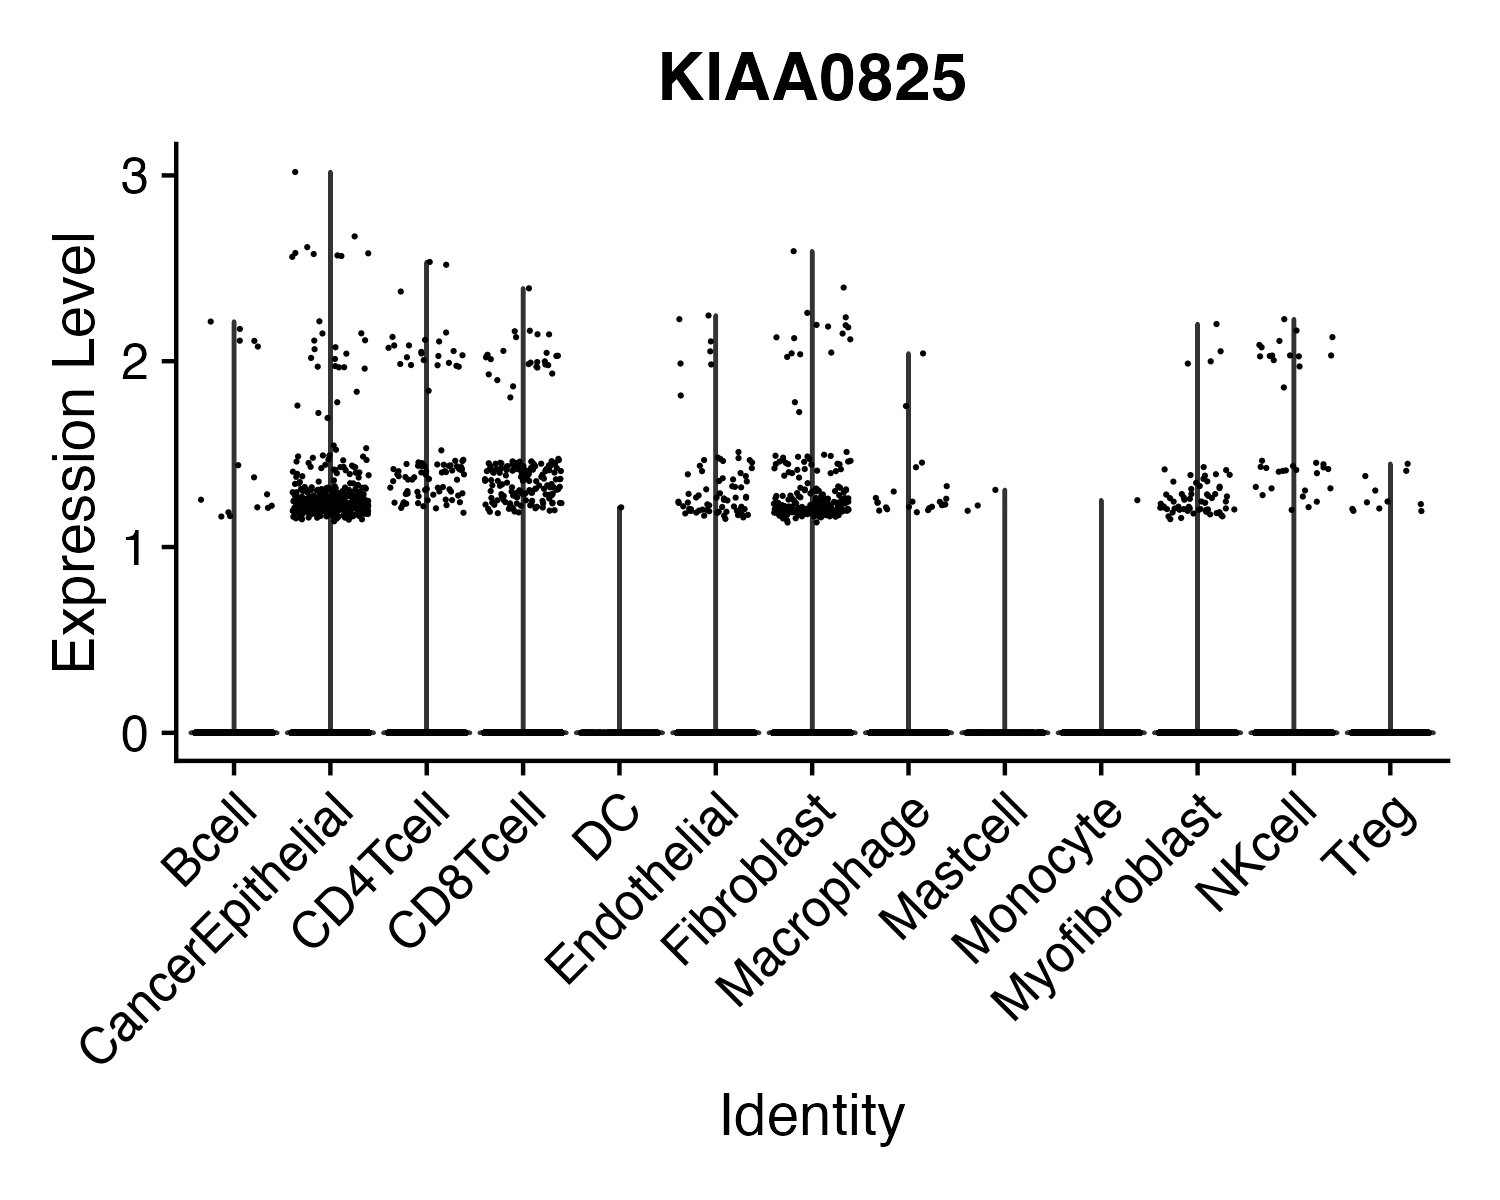 KIAA0825
Expression Level
3
2
1
0
Bcell
CancerEpithelial
CD4Tcell
CD8Tcell
DC
Endothelial
Fibroblast
Macrophage
Mastcell
Monocyte
Myofibroblast
NKcell
Treg
Identity